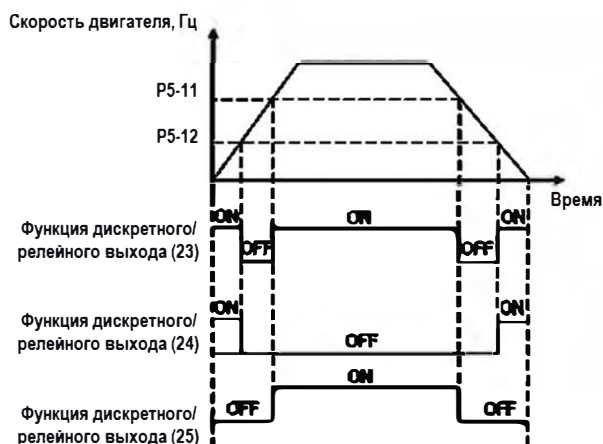 Скорость двигателя, Гц
P5-11
P5-12
Время
Функция дискретного/
релейного выхода (23)
ON
OFF
ON
OFF
ON
Функция дискретного/
релейного выхода (24)
ON
OFF
ON
Функция дискретного/
релейного выхода (25)
OFF
ON
OFF